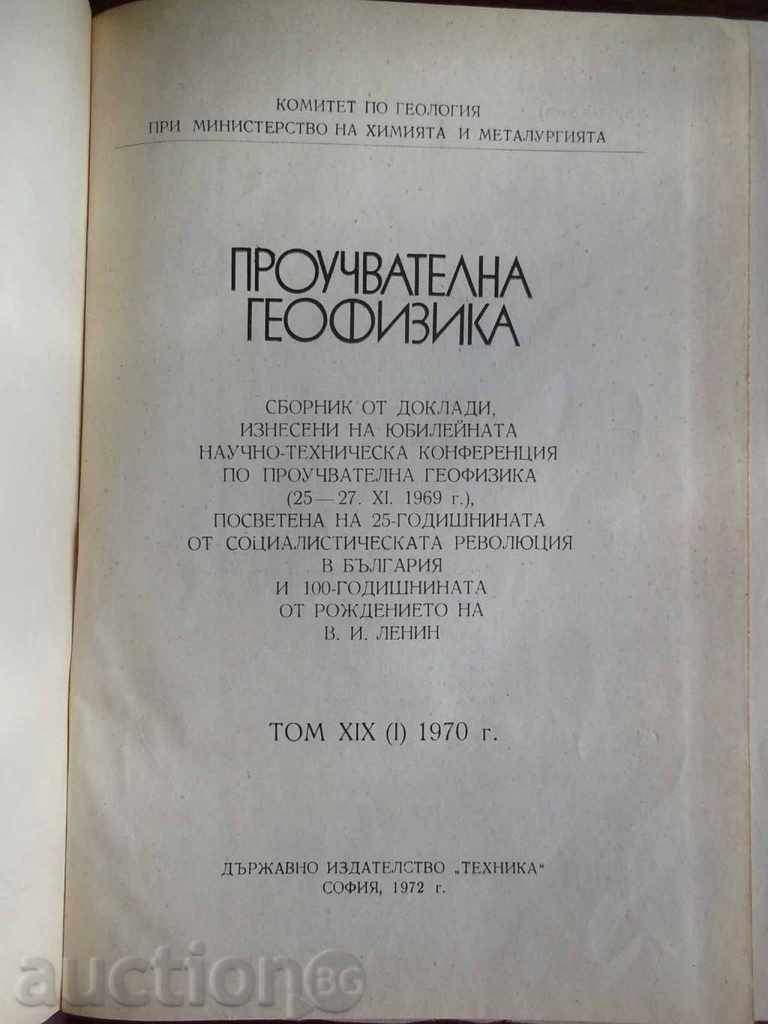 КОМИТЕТ ПО ГЕОЛОГИЯ
ПРИ МИНИСТЕРСТВО НА ХИМИЯТА И МЕТАЛУРГИЯТА
ПРОУЧВАТЕЛНА
ГЕОФИЗИКА
СБОРНИК ОТ ДОКЛАДИ,
ИЗНЕСЕНИ НА ЮБИЛЕЙНАТА
НАУЧНО-ТЕХНИЧЕСКА КОНФЕРЕНЦИЯ
ПО ПРОУЧВАТЕЛНА ГЕОФИЗИКА
(25—27. XI. 1969 г.),
ПОСВЕТЕНА НА 25-ГОДИШНИНАТА
ОТ СОЦИАЛИСТИЧЕСКАТА РЕВОЛЮЦИЯ
В БЪЛГАРИЯ
И 100-ГОДИШНИНАТА
ОТ РОЖДЕНИЕТО НА
В. И. ЛЕНИН
ТОМ XIX (I) 1970 г.
ДЪРЖАВНО ИЗДАТЕЛСТВО „ТЕХНИКА“
СОФИЯ, 1972 г.
auctionBG